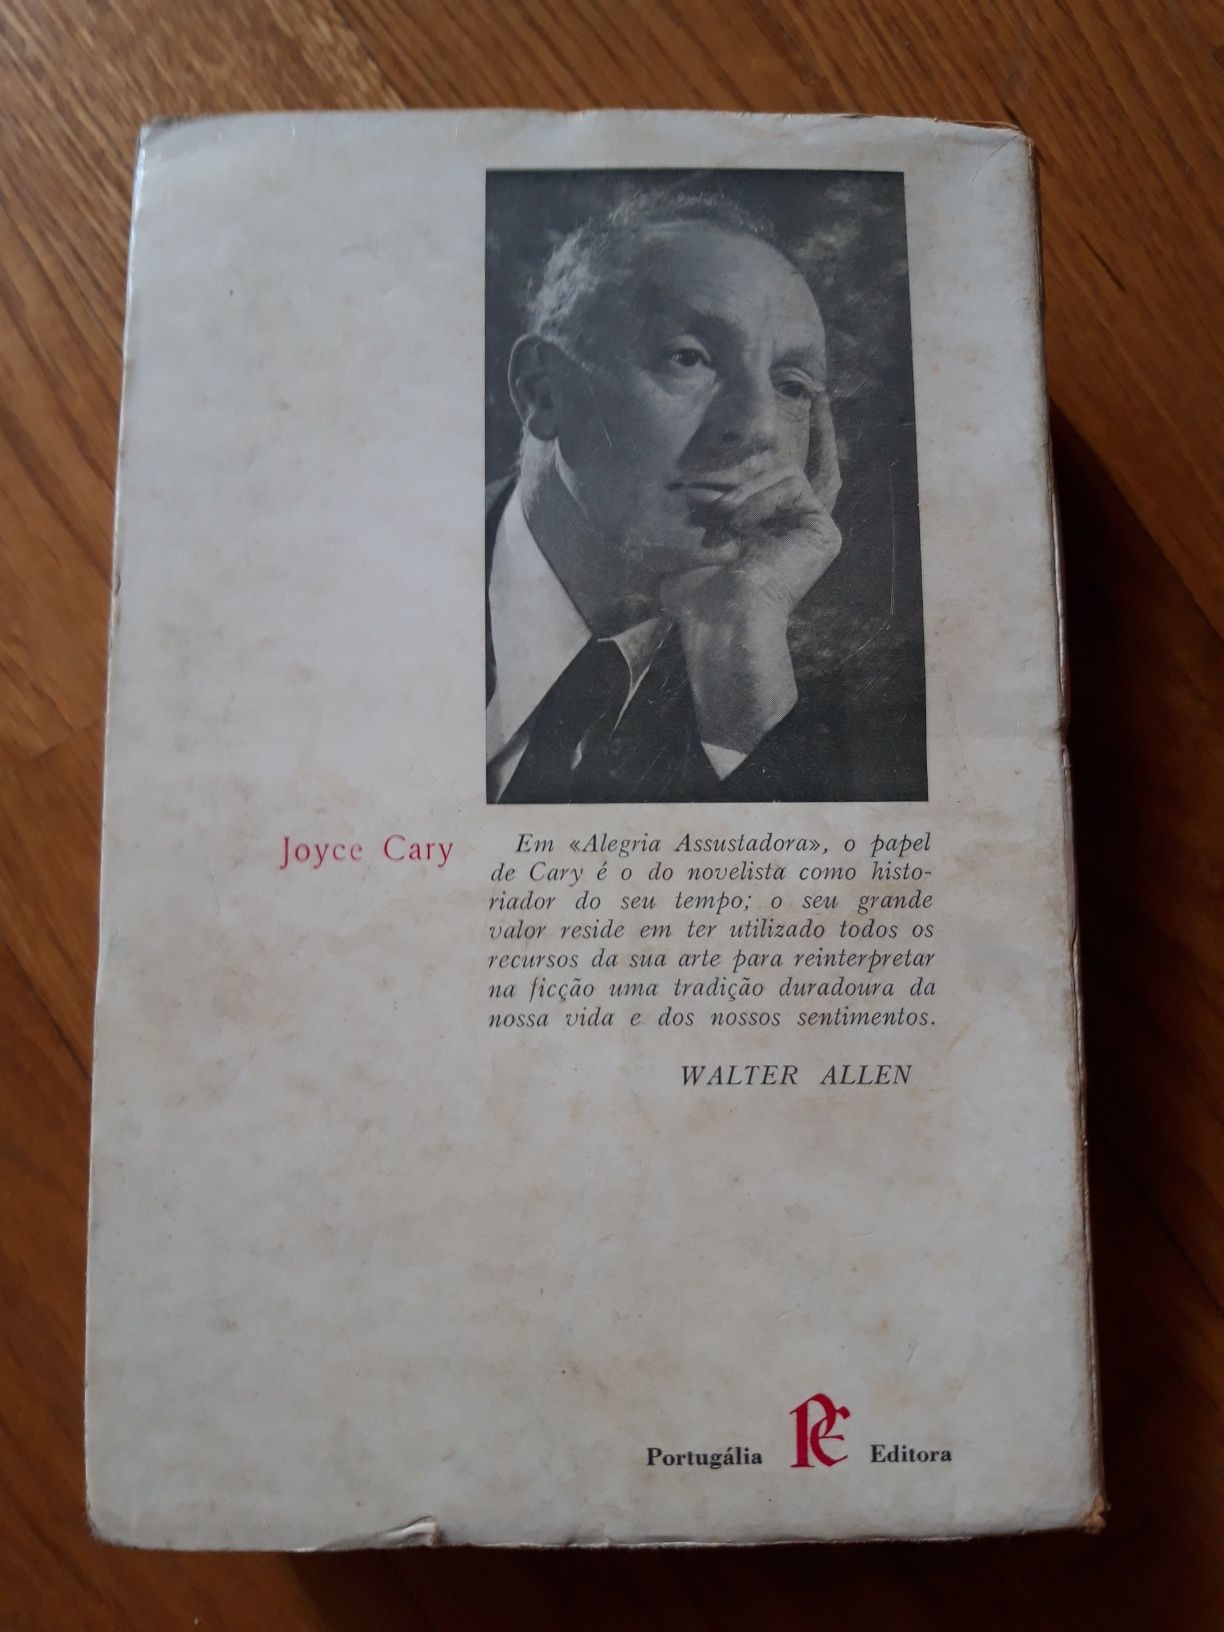 Joyce Cary
Em «Alegria Assustadora», o papel
de Cary é o do novelista como histo-
riador do seu tempo; o seu grande
valor reside em ter utilizado todos os
recursos da sua arte para reinterpretar
na ficção uma tradição duradoura da
nossa vida e dos nossos sentimentos.
WALTER ALLEN
Portugália PE Editora